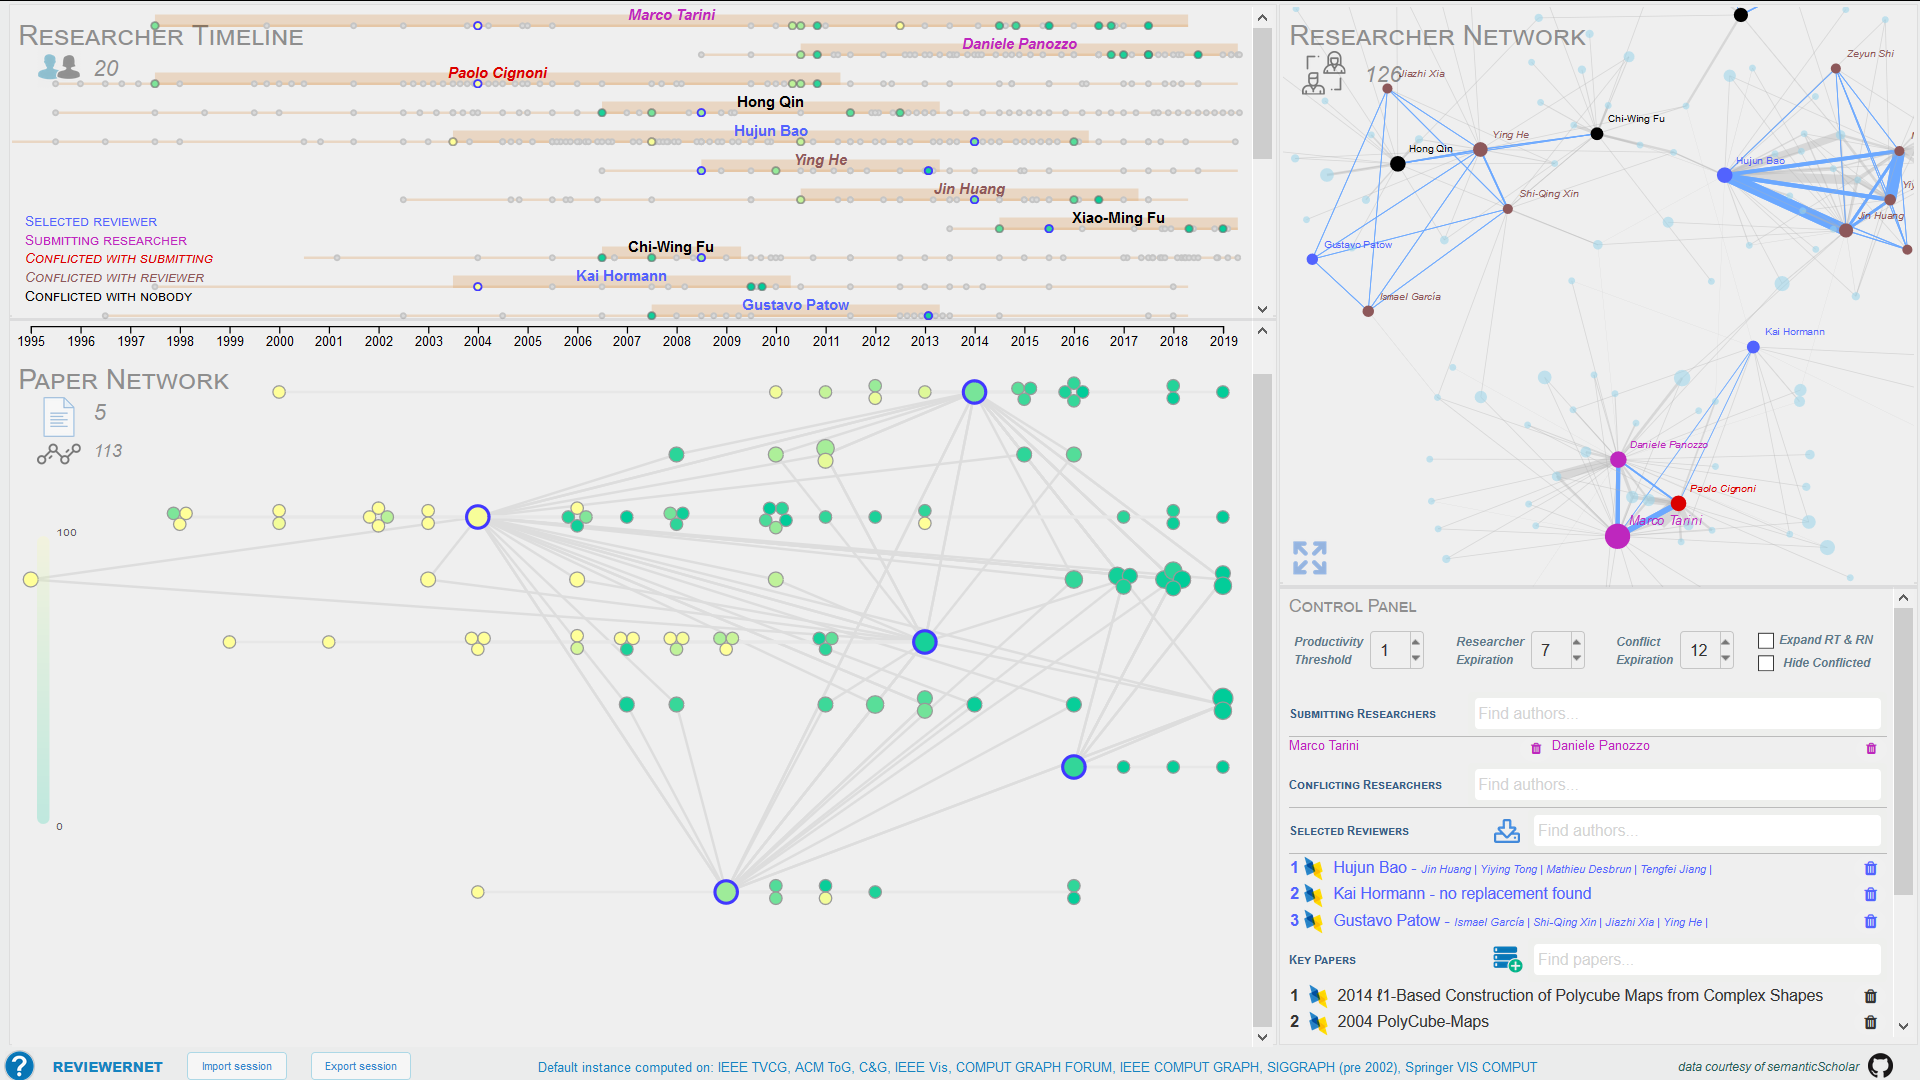 Researcher Timeline
20
Marco Tarini
Daniele Panozzo
Paolo Cignoni
Hong Qin
Hujun Bao
Ying He
Jin Huang
Xiao-Ming Fu
Chi-Wing Fu
Kai Hormann
Gustavo Patow
Selected reviewer
Submitting researcher
Conflicted with submitting
Conflicted with reviewer
Conflicted with nobody
1995 1996 1997 1998 1999 2000 2001 2002 2003 2004 2005 2006 2007 2008 2009 2010 2011 2012 2013 2014 2015 2016 2017 2018 2019
Paper Network
5
113
100
0
Researcher Network
126
Jiazhi Xia
Zeyun Shi
Chi-Wing Fu
Ying He
Hong Qin
Hujun Bao
Shi-Qing Xin
Jin Huang
Gustavo Patow
Ismael García
Kai Hormann
Daniele Panozzo
Paolo Cignoni
Marco Tarini
Control Panel
Productivity Threshold 1
Researcher Expiration 7
Conflict Expiration 12
Expand RT & RN
Hide Conflicted
Submitting Researchers Find authors...
Marco Tarini Daniele Panozzo
Conflicting Researchers Find authors...
Selected Reviewers Find authors...
1 Hujun Bao - Jin Huang | Yiying Tong | Mathieu Desbrun | Tengfei Jiang |
2 Kai Hormann - no replacement found
3 Gustavo Patow - Ismael García | Shi-Qing Xin | Jiazhi Xia | Ying He |
Key Papers Find papers...
1 2014 ℓ1-Based Construction of Polycube Maps from Complex Shapes
2 2004 PolyCube-Maps
? REVIEWERNET Import session Export session Default instance computed on: IEEE TVCG, ACM ToG, C&G, IEEE Vis, COMPUT GRAPH FORUM, IEEE COMPUT GRAPH, SIGGRAPH (pre 2002), Springer VIS COMPUT data courtesy of semanticScholar